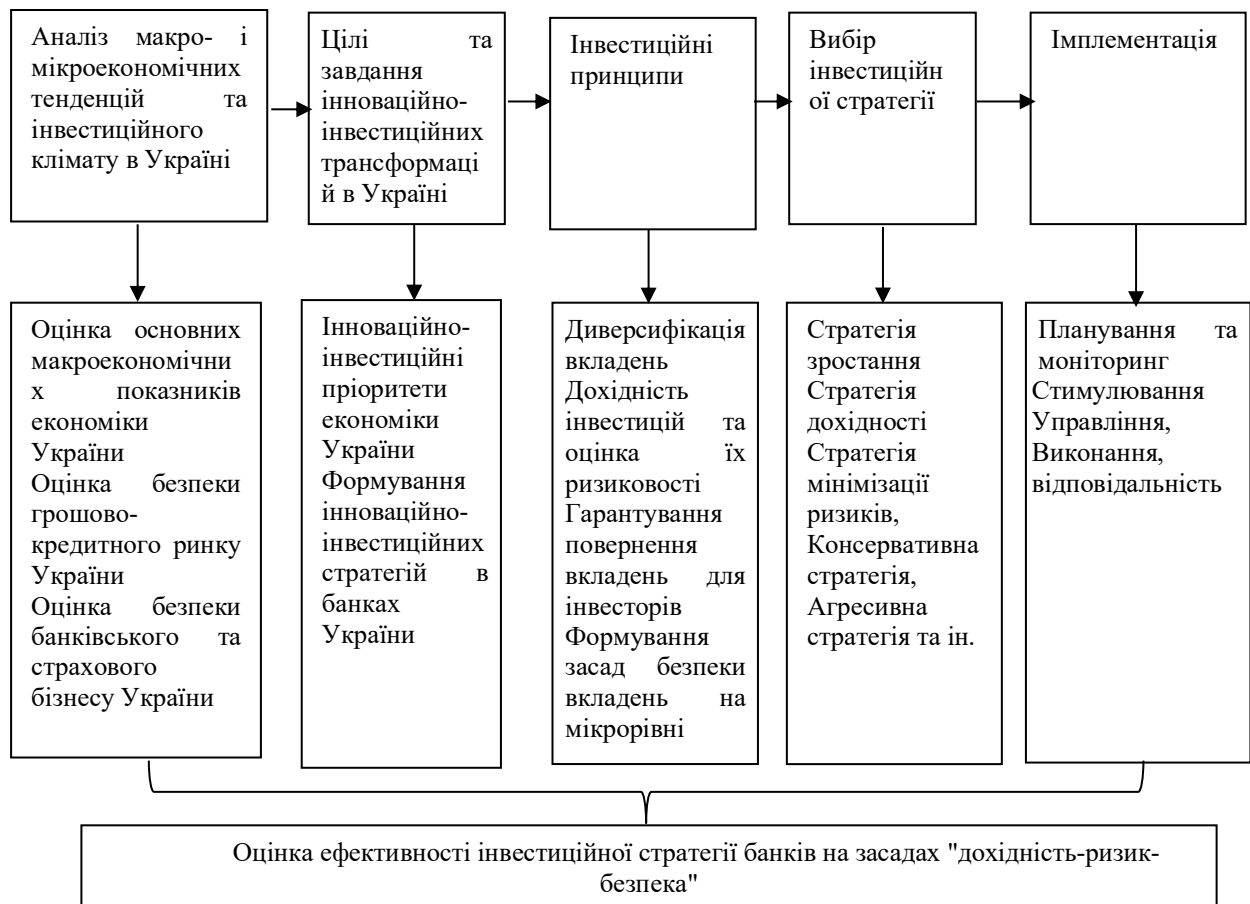 Аналіз макро- і
мікроекономічних
тенденцій та
інвестиційного
клімату в Україні
Цілі та
завдання
інноваційно-
інвестиційних
трансформаці
й в Україні
Інвестиційні
принципи
Вибір
інвестиційн
ої стратегії
Імплементація
Оцінка основних
макроекономічни
х показників
економіки
України
Оцінка безпеки
грошово-
кредитного ринку
України
Оцінка безпеки
банківського та
страхового
бізнесу України
Інноваційно-
інвестиційні
пріоритети
економіки
України
Формування
інноваційно-
інвестиційних
стратегій в
банках
України
Диверсифікація
вкладень
Дохідність
інвестицій та
оцінка їх
ризиковості
Гарантування
повернення
вкладень для
інвесторів
Формування
засад безпеки
вкладень на
мікрорівні
Стратегія
зростання
Стратегія
дохідності
Стратегія
мінімізації
ризиків,
Консервативна
стратегія,
Агресивна
стратегія та ін.
Планування та
моніторинг
Стимулювання
Управління,
Виконання,
відповідальність
Оцінка ефективності інвестиційної стратегії банків на засадах "дохідність-ризик-
безпека"